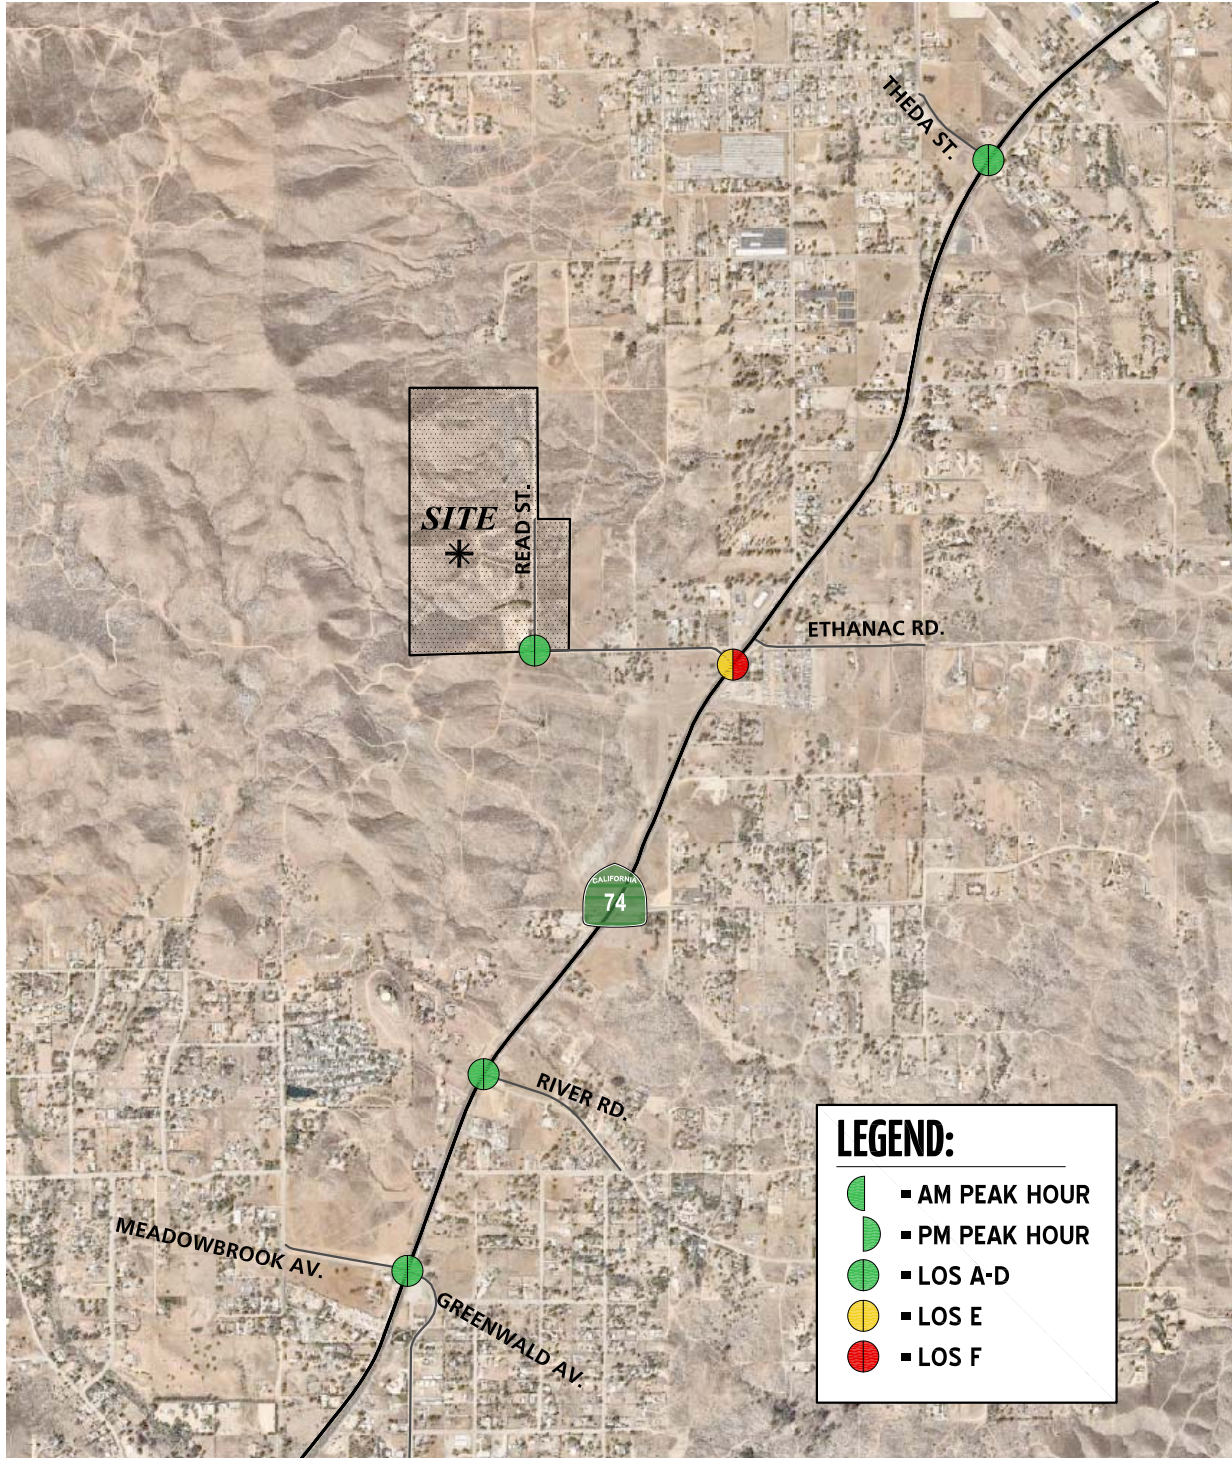 THEDA ST.
SITE
READ ST.
ETHANAC RD.
CALIFORNIA
74
RIVER RD.
MEADOWBROOK AV.
GREENWALD AV.
LEGEND:
= AM PEAK HOUR
= PM PEAK HOUR
= LOS A-D
= LOS E
= LOS F